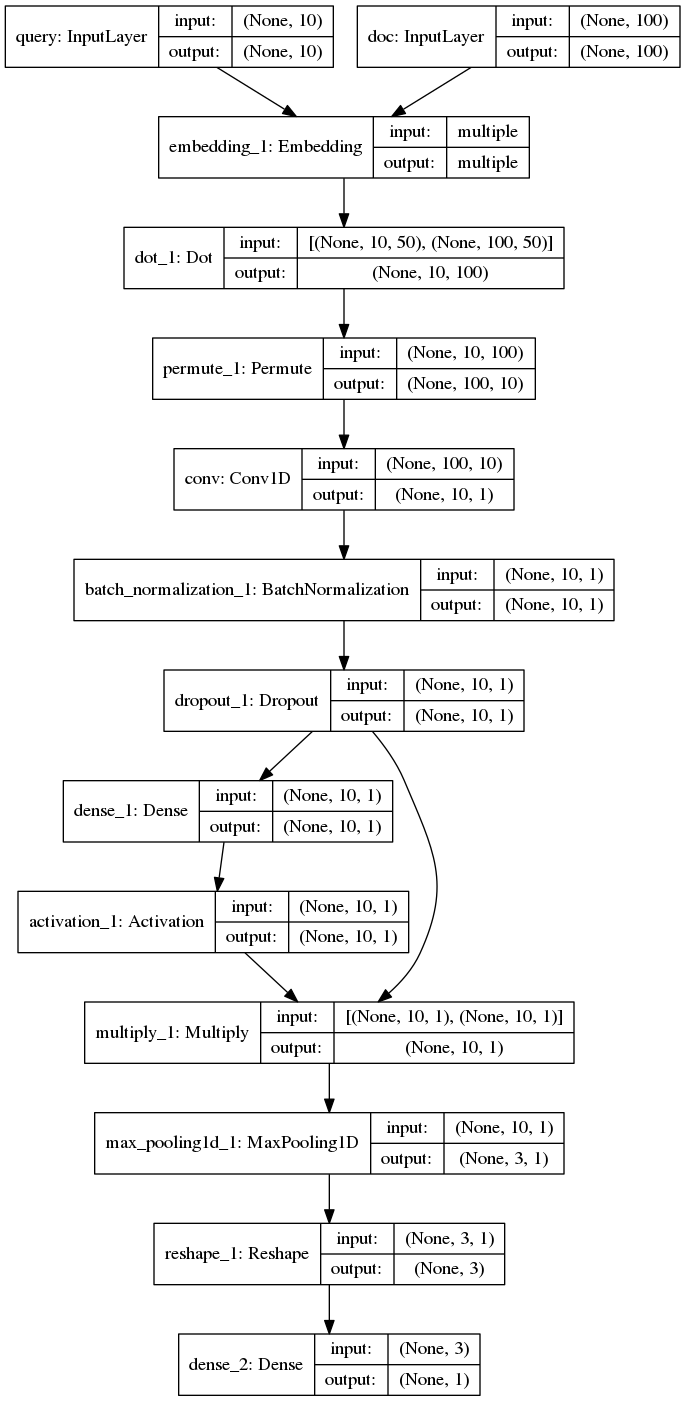 query: InputLayer input: (None, 10)
output: (None, 10)
doc: InputLayer input: (None, 100)
output: (None, 100)
embedding_1: Embedding input: multiple
output: multiple
dot_1: Dot input: [(None, 10, 50), (None, 100, 50)]
output: (None, 10, 100)
permute_1: Permute input: (None, 10, 100)
output: (None, 100, 10)
conv: Conv1D input: (None, 100, 10)
output: (None, 10, 1)
batch_normalization_1: BatchNormalization input: (None, 10, 1)
output: (None, 10, 1)
dropout_1: Dropout input: (None, 10, 1)
output: (None, 10, 1)
dense_1: Dense input: (None, 10, 1)
output: (None, 10, 1)
activation_1: Activation input: (None, 10, 1)
output: (None, 10, 1)
multiply_1: Multiply input: [(None, 10, 1), (None, 10, 1)]
output: (None, 10, 1)
max_pooling1d_1: MaxPooling1D input: (None, 10, 1)
output: (None, 3, 1)
reshape_1: Reshape input: (None, 3, 1)
output: (None, 3)
dense_2: Dense input: (None, 3)
output: (None, 1)